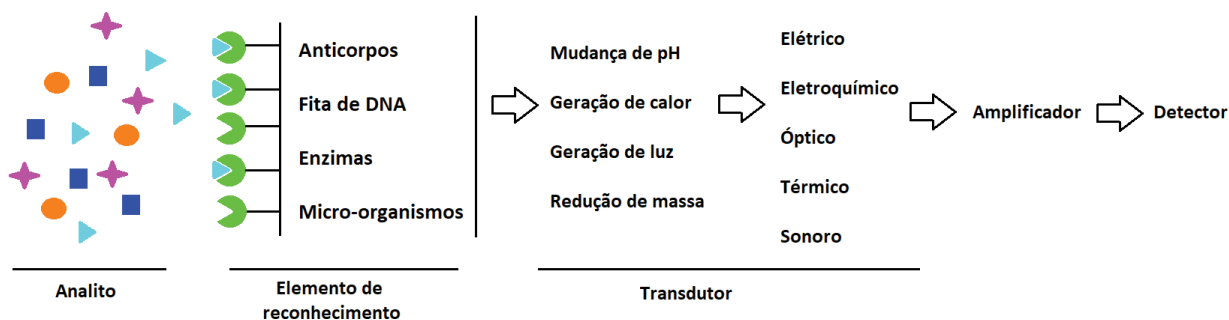 Anticorpos
Fita de DNA
Enzimas
Micro-organismos
Mudança de pH
Geração de calor
Geração de luz
Redução de massa
Elétrico
Eletroquímico
Óptico
Térmico
Sonoro
Amplificador
Detector
Analito
Elemento de
reconhecimento
Transdutor